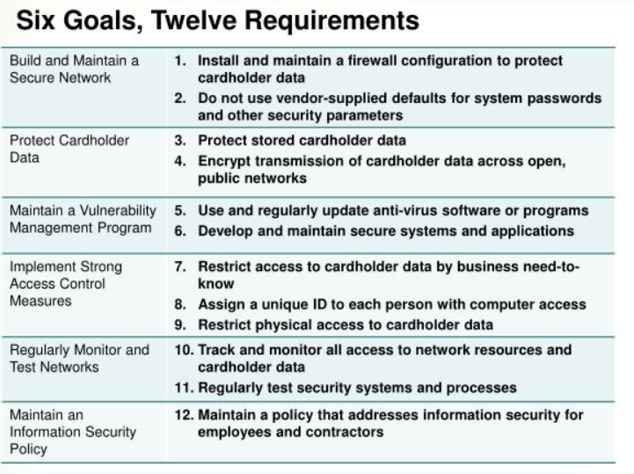 Six Goals, Twelve Requirements
Build and Maintain a
Secure Network
1. Install and maintain a firewall configuration to protect
cardholder data
2. Do not use vendor-supplied defaults for system passwords
and other security parameters
Protect Cardholder
Data
3. Protect stored cardholder data
4. Encrypt transmission of cardholder data across open,
public networks
Maintain a Vulnerability
Management Program
5. Use and regularly update anti-virus software or programs
6. Develop and maintain secure systems and applications
Implement Strong
Access Control
Measures
7. Restrict access to cardholder data by business need-to-
know
8. Assign a unique ID to each person with computer access
9. Restrict physical access to cardholder data
Regularly Monitor and
Test Networks
10. Track and monitor all access to network resources and
cardholder data
11. Regularly test security systems and processes
Maintain an
Information Security
Policy
12. Maintain a policy that addresses information security for
employees and contractors